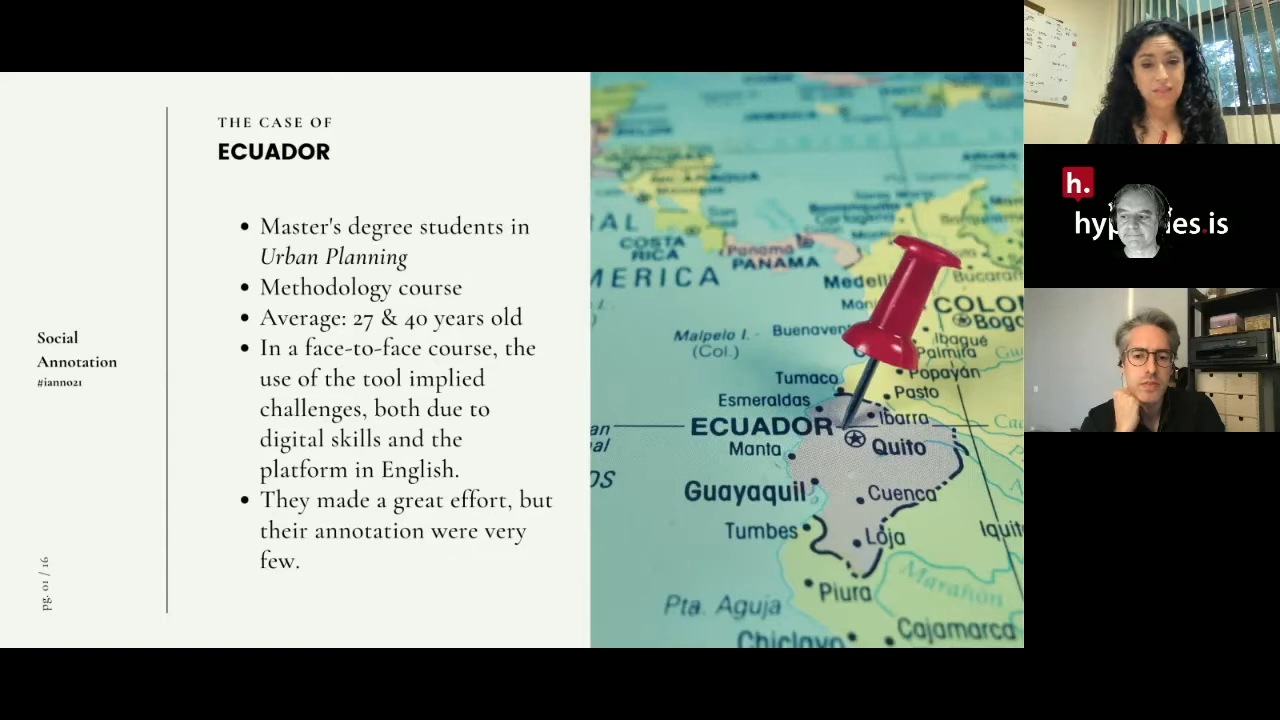 THE CASE OF
ECUADOR
Master's degree students in
Urban Planning
Methodology course
Average: 27 & 40 years old
In a face-to-face course, the
use of the tool implied
challenges, both due to
digital skills and the
platform in English.
They made a great effort, but
their annotation were very
few.
Social
Annotation
#ianno21
pg. 01 / 16
COSTA
RICA
PANAMA
MERICA
Medell
Bucaram
COLO
Bogo
Malpelo I.
(Col.)
Buenavent
Ibagué
Palmira
Popayán
Tumaco
Pasto
Esmeraldas
Ibarra
ECUADOR
Quito
Manta
Guayaquil
Cuenca
Tumbes
Loja
Iquit
Piura
Marañón
Pta. Aguja
Chiclayo
Cajamarca
h.